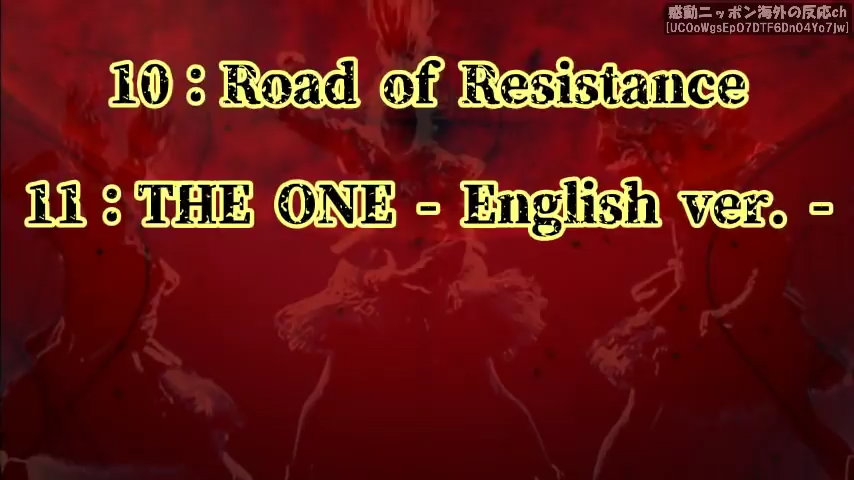 感動ニッポン海外の反応ch
[UCOoWgsEpO7DTF6Dn04Yo7jw]
10：Road of Resistance
11：THE ONE - English ver. -